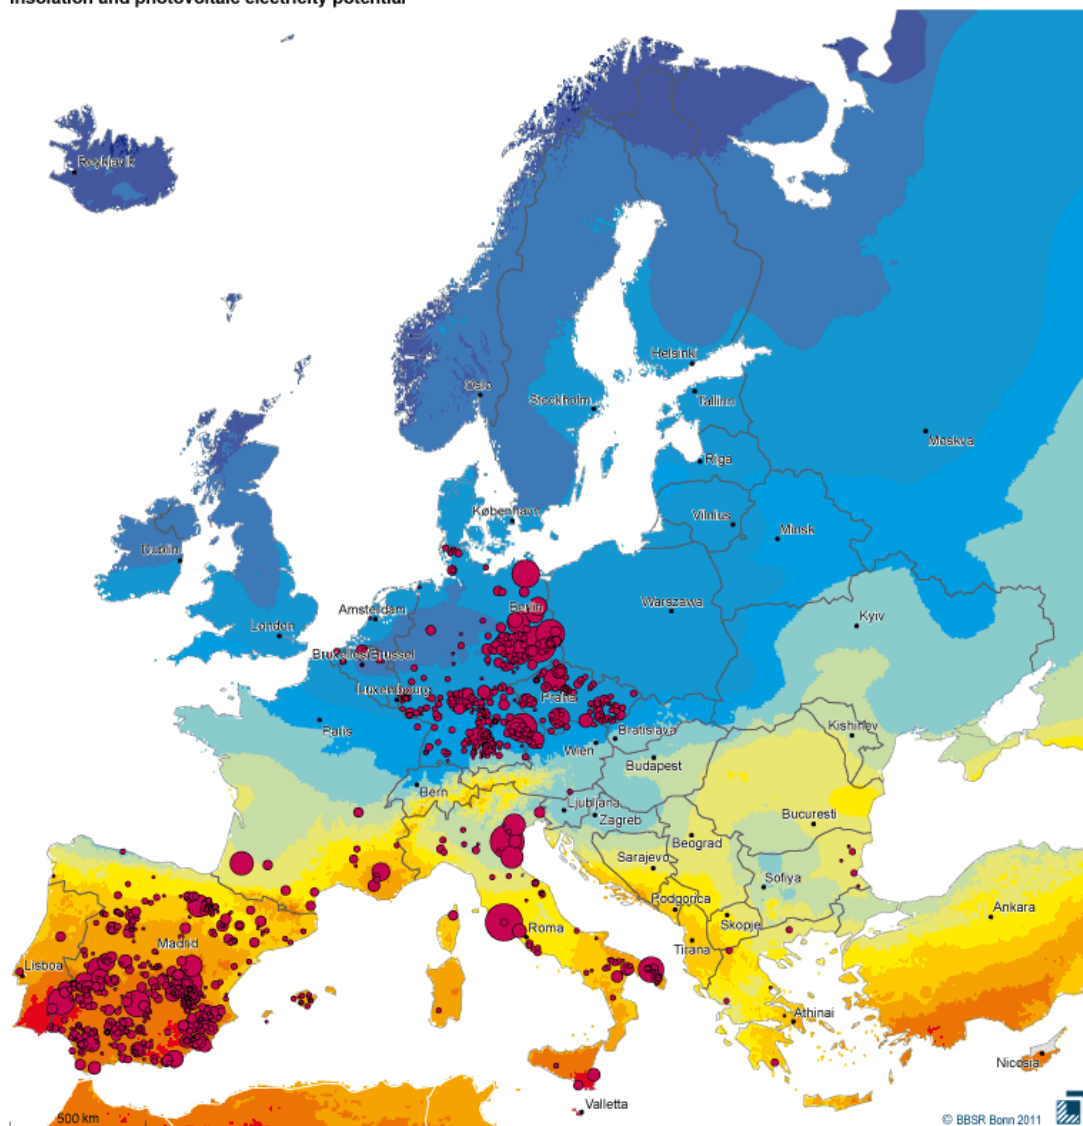 Insolation and photovoltaic electricity potential
Reykjavík
Helsinki
Oslo
Stockholm
Tallinn
Moskva
Riga
København
Vilnius
Minsk
Dublin
Amsterdam
Berlin
Warszawa
Kyiv
London
Bruxelles/Brussel
Luxembourg
Praha
Paris
Kishinev
Bratislava
Wien
Budapest
Bern
Ljubljana
Zagreb
Bucuresti
Beograd
Sarajevo
Sofiya
Podgorica
Ankara
Skopje
Roma
Madrid
Tirana
Lisboa
Athinai
Nicosia
Valletta
500 km
© BBSR Bonn 2011